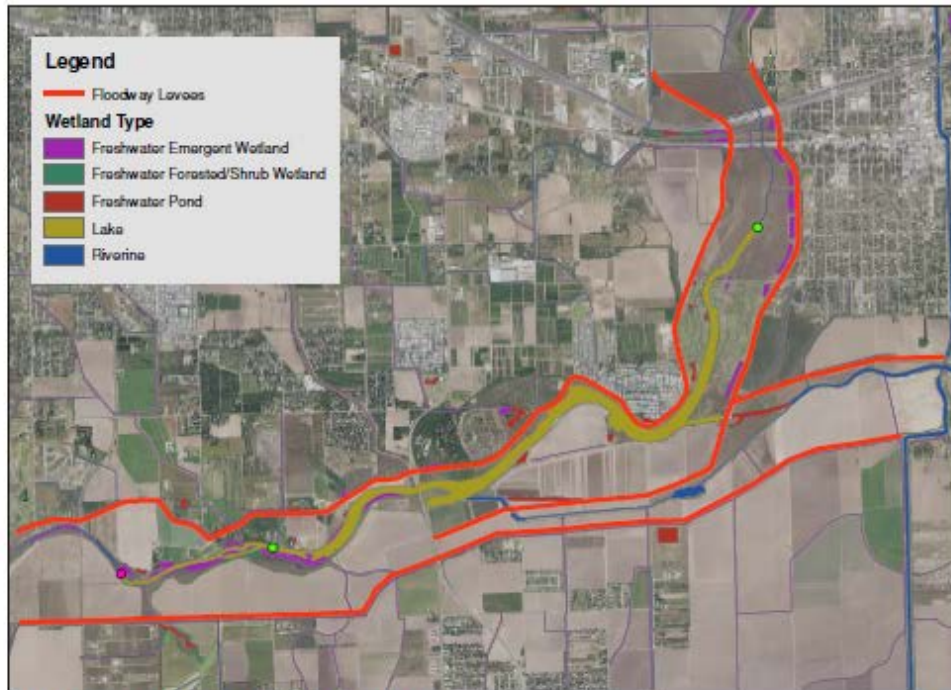 Legend
Floodway Levees
Wetland Type
Freshwater Emergent Wetland
Freshwater Forested/Shrub Wetland
Freshwater Pond
Lake
Riverine